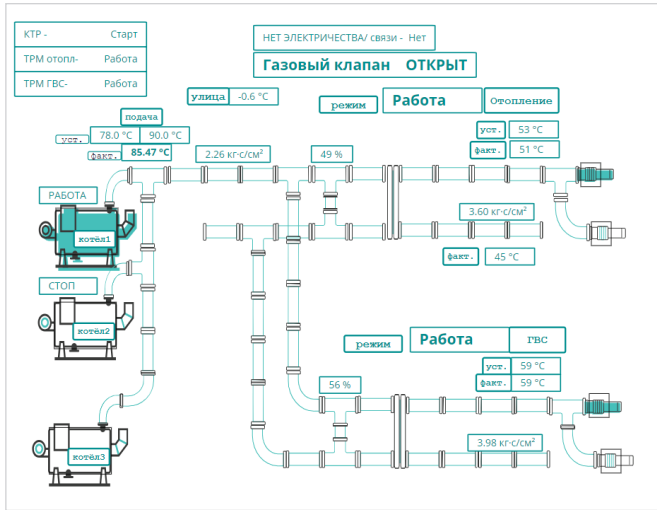 КТР - Старт
ТРМ отопл- Работа
ТРМ ГВС- Работа
НЕТ ЭЛЕКТРИЧЕСТВА/ связи - Нет
Газовый клапан ОТКРЫТ
улица -0.6 °C
режим Работа Отопление
подача
уст. 78.0 °C 90.0 °C
факт. 85.47 °C
2.26 кг·с/см²
49 %
уст. 53 °C
факт. 51 °C
РАБОТА
котёл1
3.60 кг·с/см²
факт. 45 °C
СТОП
котёл2
режим Работа ГВС
уст. 59 °C
факт. 59 °C
56 %
3.98 кг·с/см²
котёл3